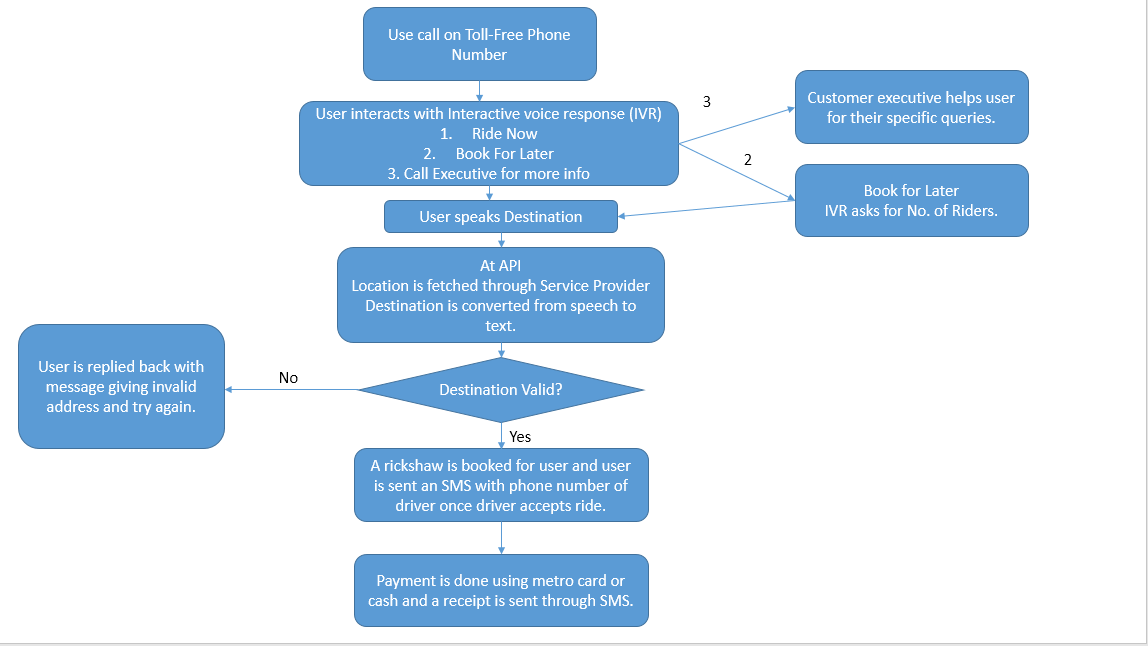 Use call on Toll-Free Phone
Number
User interacts with Interactive voice response (IVR)
1. Ride Now
2. Book For Later
3. Call Executive for more info
3
Customer executive helps user
for their specific queries.
2
Book for Later
IVR asks for No. of Riders.
User speaks Destination
At API
Location is fetched through Service Provider
Destination is converted from speech to
text.
Destination Valid?
No
User is replied back with
message giving invalid
address and try again.
Yes
A rickshaw is booked for user and user
is sent an SMS with phone number of
driver once driver accepts ride.
Payment is done using metro card or
cash and a receipt is sent through SMS.